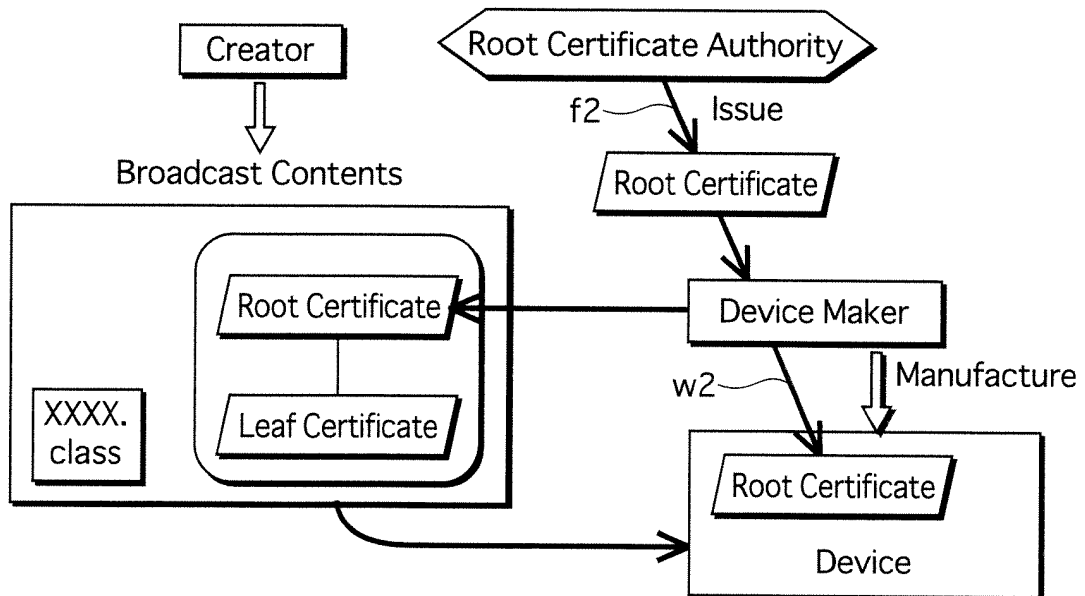 Creator
Root Certificate Authority
f2
Issue
Broadcast Contents
Root Certificate
Root Certificate
Device Maker
w2
Manufacture
XXXX.
class
Leaf Certificate
Root Certificate
Device